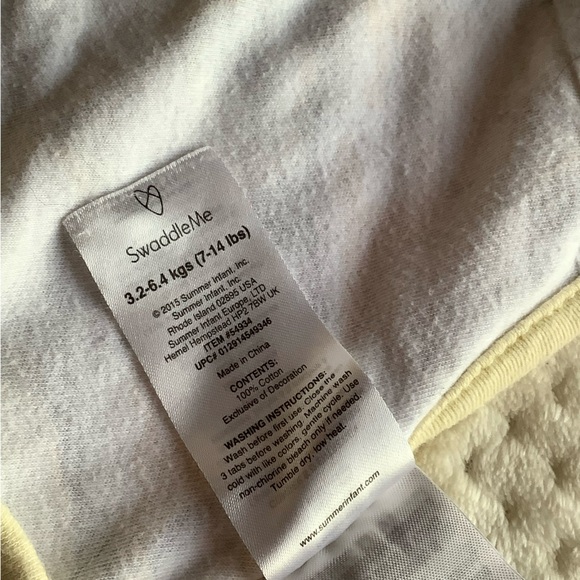 SwaddleMe
3.2-6.4 kgs (7-14 lbs)
© 2015 Summer Infant, Inc.
Summer Infant, Inc.
Rhode Island 02895 USA
Summer Infant Europe, LTD
Hemel Hempstead HP2 7BW UK
ITEM #54934
UPC# 012914549346
Made in China
CONTENTS:
100% Cotton
Exclusive of Decoration
WASHING INSTRUCTIONS:
Wash before first use. Close the
3 tabs before washing. Machine wash
cold with like colors, gentle cycle. Use
non-chlorine bleach only if needed.
Tumble dry, low heat.
www.summerinfant.com